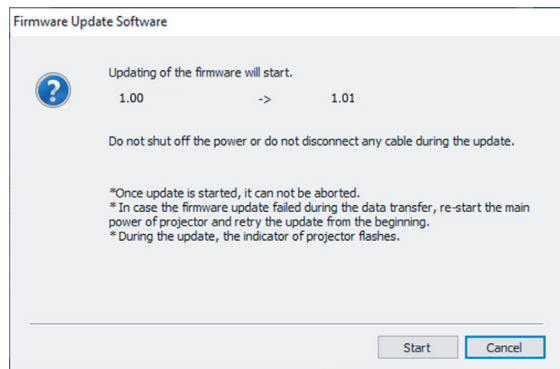 Firmware Update Software
Updating of the firmware will start.
1.00 -> 1.01
Do not shut off the power or do not disconnect any cable during the update.
*Once update is started, it can not be aborted.
* In case the firmware update failed during the data transfer, re-start the main
power of projector and retry the update from the beginning.
* During the update, the indicator of projector flashes.
Start Cancel